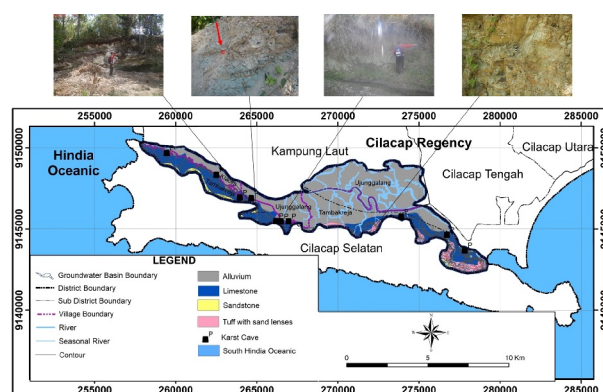 250000 255000 260000 265000 270000 275000 280000 285000
9150000
9145000
9140000
Hindia
Oceanic
Kampung Laut
Cilacap Regency
Cilacap Utara
Cilacap Tengah
Ujunggalang
Ujunggalang
Tambakreja
Cilacap Selatan
P
P
P
P
P
P
P
LEGEND
Groundwater Basin Boundary
District Boundary
Sub District Boundary
Village Boundary
River
Seasonal River
Contour
Alluvium
Limestone
Sandstone
Tuff with sand lenses
P
Karst Cave
South Hindia Oceanic
0 5 10 Km
250000 255000 260000 265000 270000 275000 280000 285000